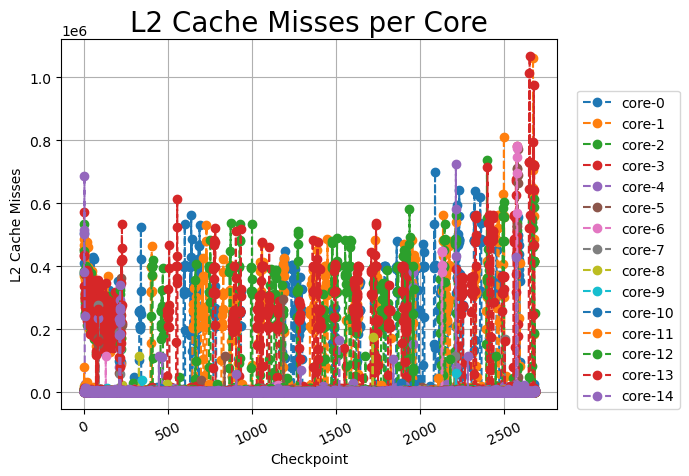 L2 Cache Misses per Core
1e6
1.0
0.8
0.6
0.4
0.2
0.0
L2 Cache Misses
0
500
1000
1500
2000
2500
Checkpoint
core-0
core-1
core-2
core-3
core-4
core-5
core-6
core-7
core-8
core-9
core-10
core-11
core-12
core-13
core-14